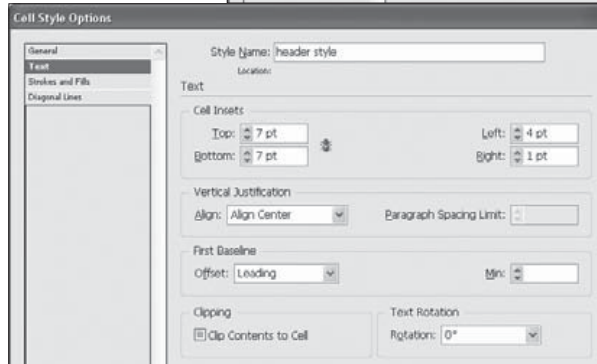 Cell Style Options
General
Text
Strokes and Fills
Diagonal Lines
Style Name: header style
Location:
Text
Cell Insets
Top: 7 pt Left: 4 pt
Bottom: 7 pt Right: 1 pt
Vertical Justification
Align: Align Center Paragraph Spacing Limit:
First Baseline
Offset: Leading Min:
Clipping Text Rotation
Clip Contents to Cell Rotation: 0°